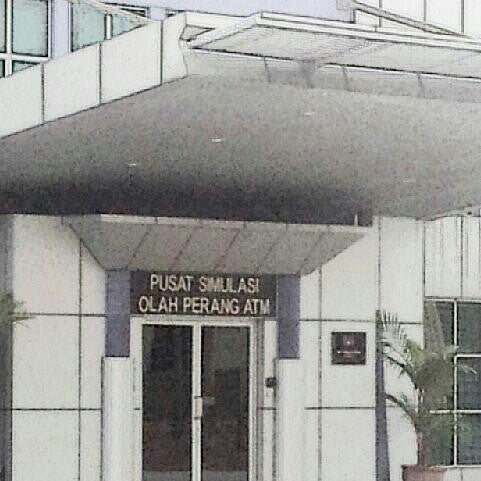 PUSAT SIMULASI
OLAH PERANG ATM